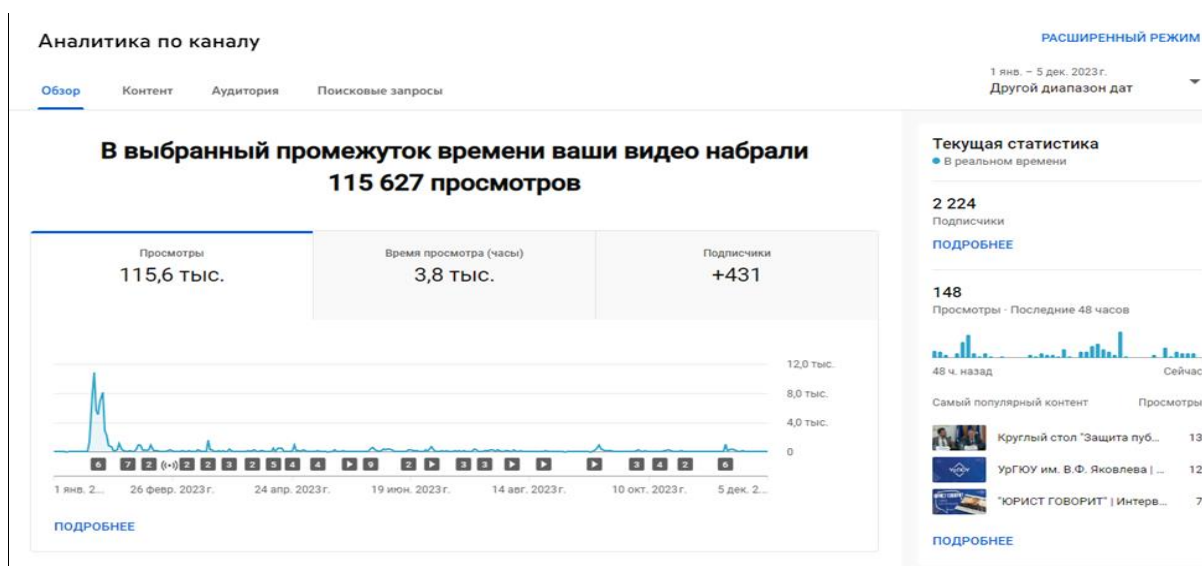 Аналитика по каналу
РАСШИРЕННЫЙ РЕЖИМ
Обзор Контент Аудитория Поисковые запросы
1 янв. – 5 дек. 2023 г.
Другой диапазон дат
В выбранный промежуток времени ваши видео набрали
115 627 просмотров
Просмотры
115,6 тыс.
Время просмотра (часы)
3,8 тыс.
Подписчики
+431
12,0 тыс.
8,0 тыс.
4,0 тыс.
0
6 7 2 2 2 3 2 5 4 4 9 2 3 3 3 4 2 6
1 янв. 2... 26 февр. 2023 г. 24 апр. 2023 г. 19 июн. 2023 г. 14 авг. 2023 г. 10 окт. 2023 г. 5 дек. 2...
ПОДРОБНЕЕ
Текущая статистика
В реальном времени
2 224
Подписчики
ПОДРОБНЕЕ
148
Просмотры · Последние 48 часов
48 ч. назад Сейчас
Самый популярный контент Просмотры
Круглый стол "Защита пуб... 13
УрГЮУ им. В.Ф. Яковлева | ... 12
"ЮРИСТ ГОВОРИТ" | Интерв... 7
ПОДРОБНЕЕ